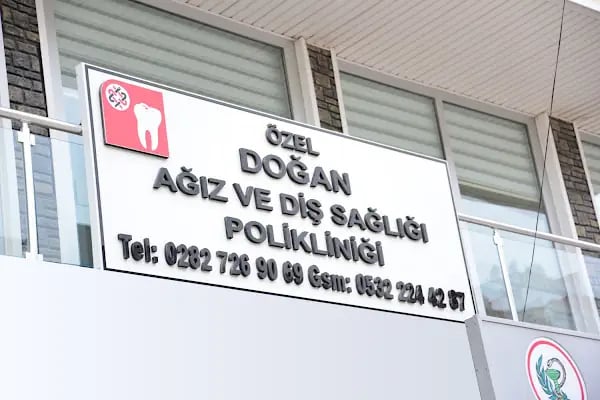 ÖZEL
DOĞAN
AĞIZ VE DİŞ SAĞLIĞI
POLİKLİNİĞİ
Tel: 0282 726 90 69 Gsm: 0532 224 42 87